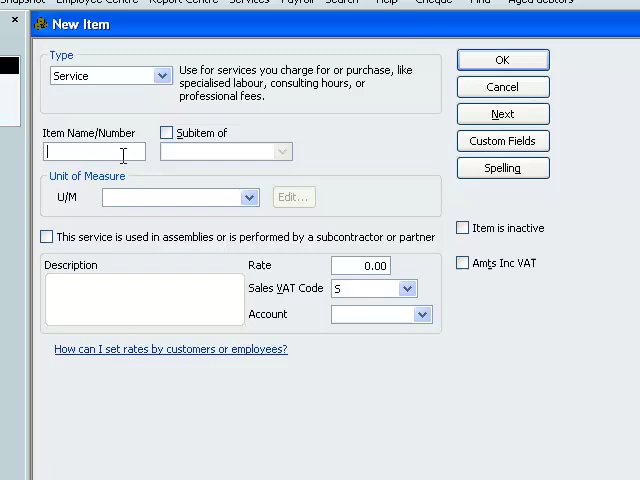 Snapshot Employee Centre Report Centre Services Payroll Search Help Cheque Find Aged debtors
New Item
Type
Service
Use for services you charge for or purchase, like
specialised labour, consulting hours, or
professional fees.
OK
Cancel
Next
Custom Fields
Spelling
Item Name/Number
Subitem of
Unit of Measure
U/M
Edit...
Item is inactive
This service is used in assemblies or is performed by a subcontractor or partner
Amts Inc VAT
Description
Rate
0.00
Sales VAT Code
S
Account
How can I set rates by customers or employees?